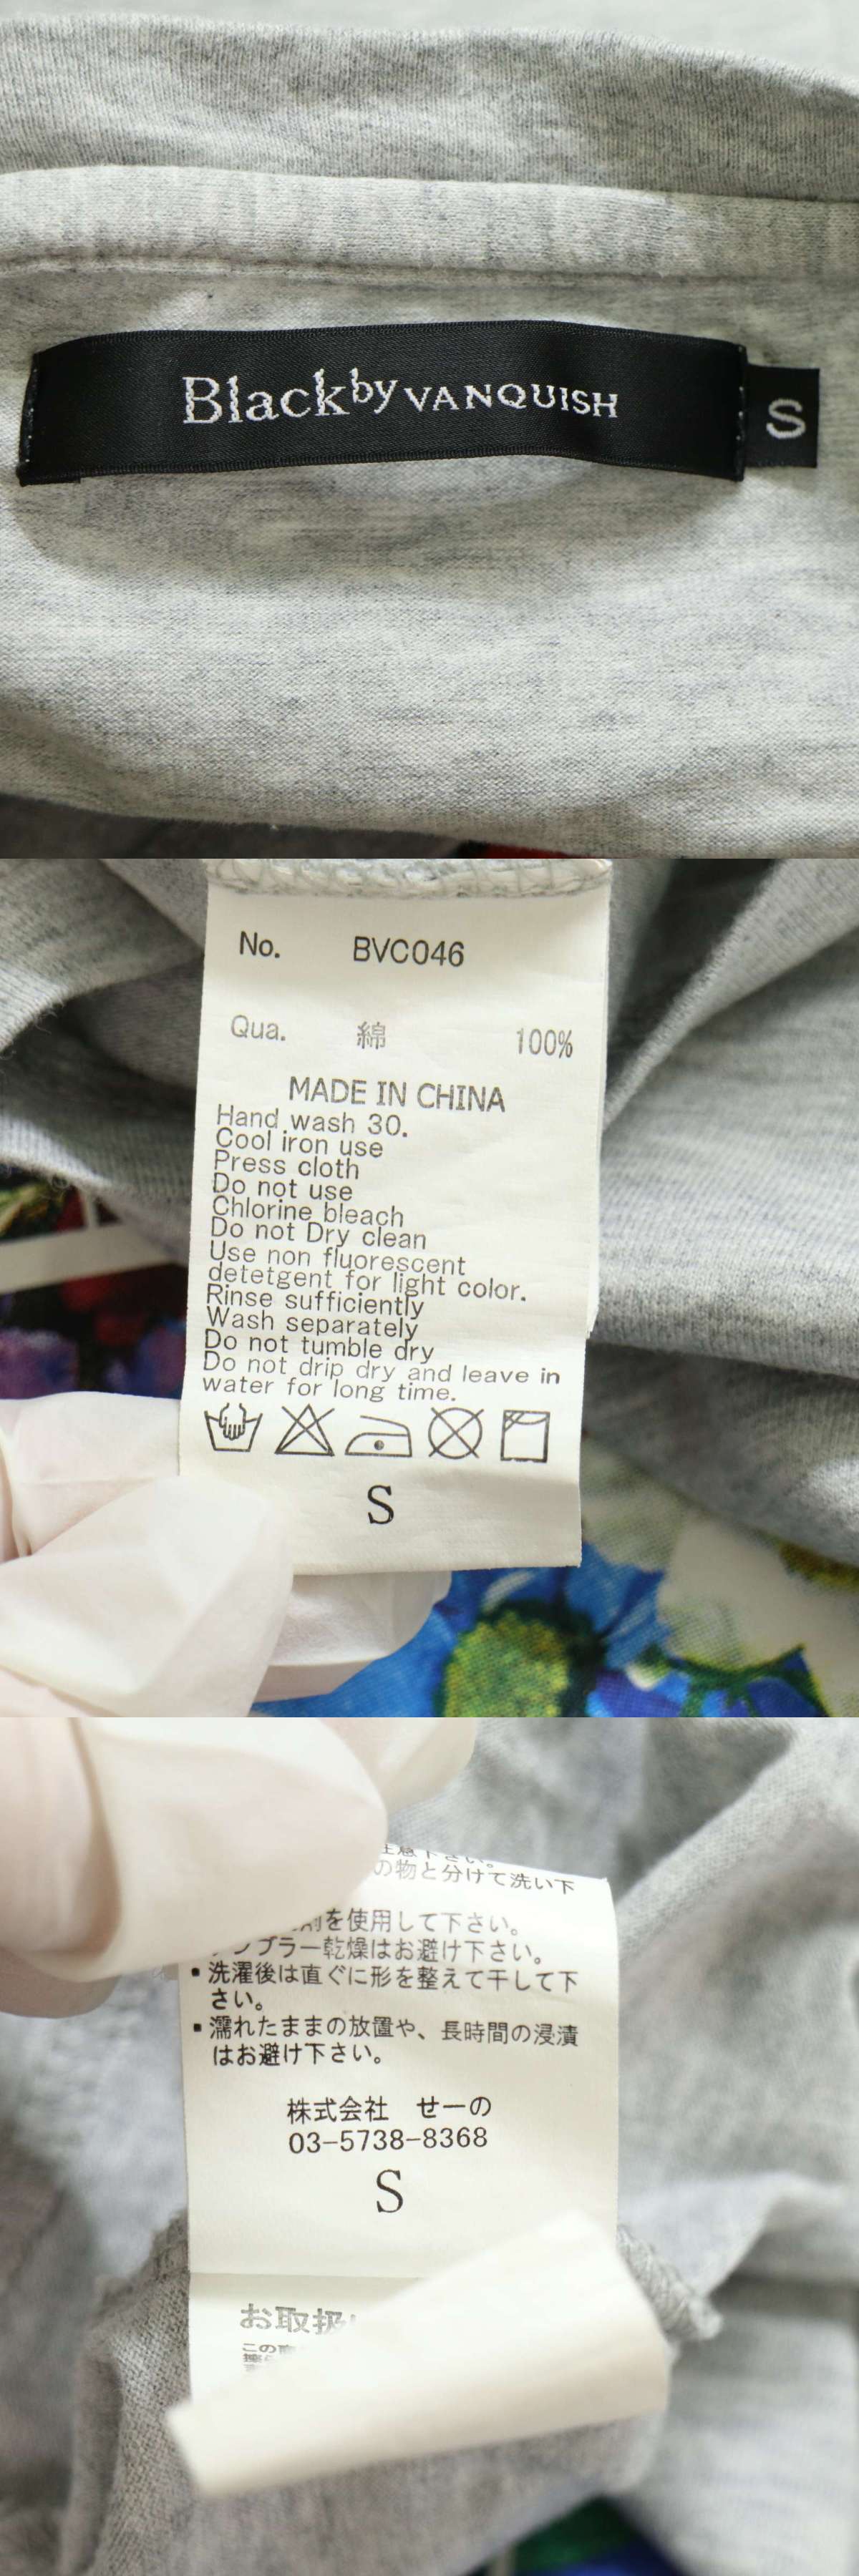 Black by VANQUISH S
No. BVC046
Qua. 綿 100%
MADE IN CHINA
Hand wash 30.
Cool iron use
Press cloth
Do not use
Chlorine bleach
Do not Dry clean
Use non fluorescent
detetgent for light color.
Rinse sufficiently
Wash separately
Do not tumble dry
Do not drip dry and leave in
water for long time.
S
の物と分けて洗い下
を使用して下さい。
ンブラー乾燥はお避け下さい。
▪洗濯後は直ぐに形を整えて干して下
さい。
▪濡れたままの放置や、長時間の浸漬
はお避け下さい。
株式会社 せーの
03-5738-8368
S
お取扱
この